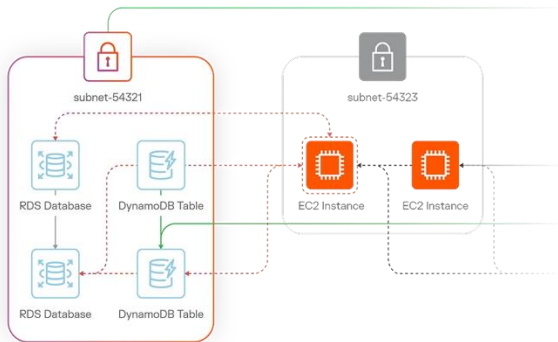 subnet-54321
subnet-54323
RDS Database
DynamoDB Table
EC2 Instance
EC2 Instance
RDS Database
DynamoDB Table